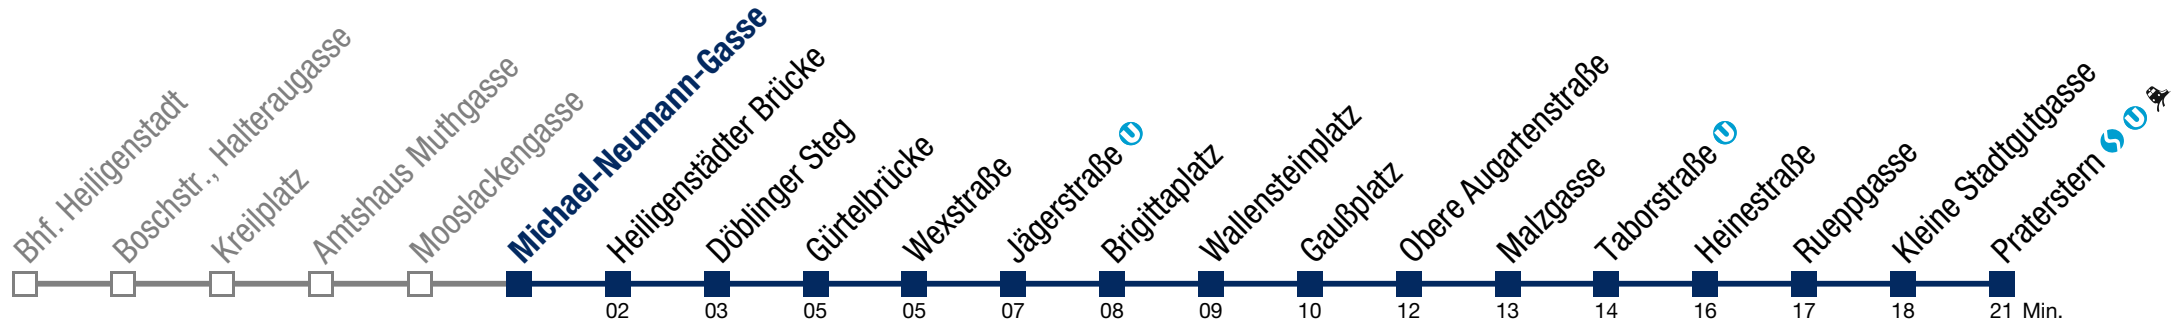 Bhf. Heiligenstadt
Boschstr., Halteraugasse
Kreilplatz
Amtshaus Muthgasse
Mooslackengasse
Michael-Neumann-Gasse
Heiligenstädter Brücke
Döblinger Steg
Gürtelbrücke
Wexstraße
Jägerstraße U
Brigittaplatz
Wallensteinplatz
Gaußplatz
Obere Augartenstraße
Malzgasse
Taborstraße U
Heinestraße
Rueppgasse
Kleine Stadtgutgasse
Praterstern S U
02 03 05 05 07 08 09 10 12 13 14 16 17 18 21 Min.